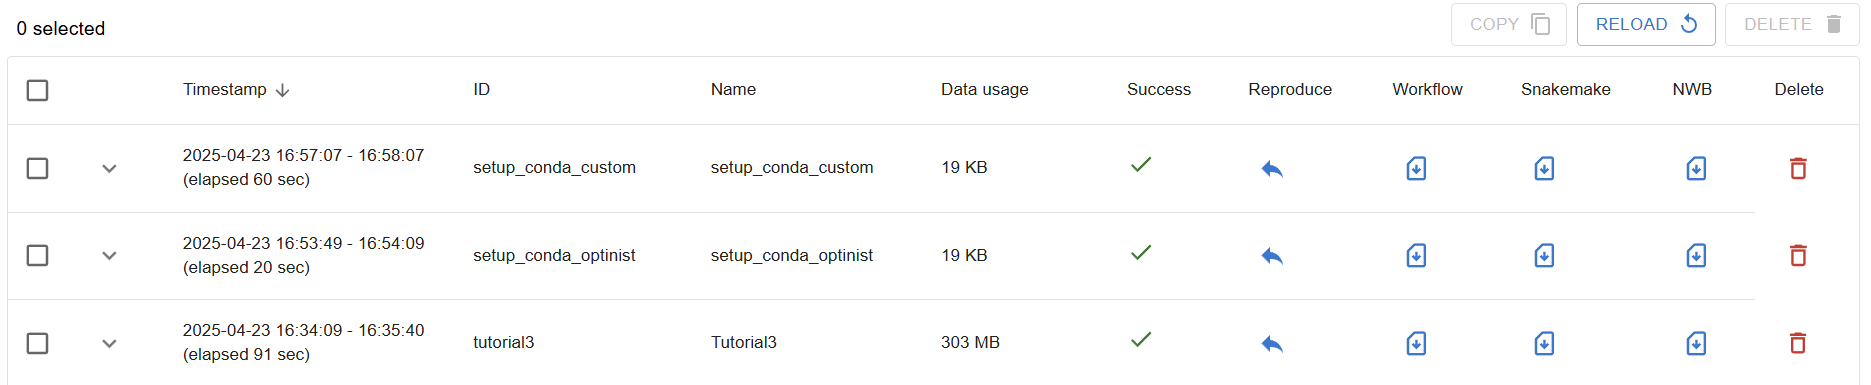 0 selected
COPY
RELOAD
DELETE
Timestamp ID Name Data usage Success Reproduce Workflow Snakemake NWB Delete
2025-04-23 16:57:07 - 16:58:07
(elapsed 60 sec)
setup_conda_custom setup_conda_custom 19 KB
2025-04-23 16:53:49 - 16:54:09
(elapsed 20 sec)
setup_conda_optinist setup_conda_optinist 19 KB
2025-04-23 16:34:09 - 16:35:40
(elapsed 91 sec)
tutorial3 Tutorial3 303 MB